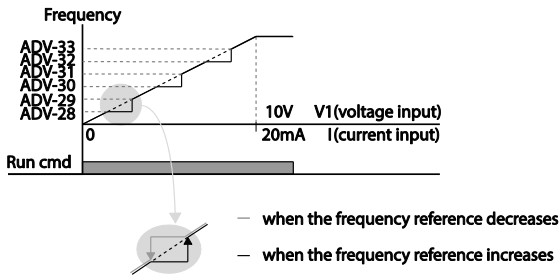 Frequency
ADV-33
ADV-32
ADV-31
ADV-30
ADV-29
ADV-28
10V V1(voltage input)
0 20mA I(current input)
Run cmd
when the frequency reference decreases
when the frequency reference increases